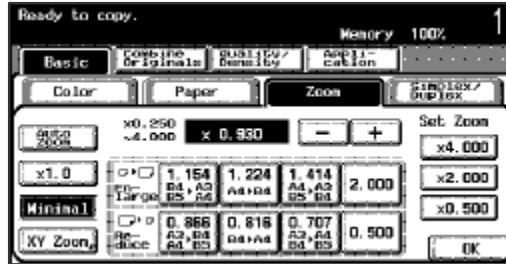 Ready to copy.
Memory 100% 1
Basic Combine Originals Quality/Density Appli-cation
Color Paper Zoom Simplex/Duplex
Auto Zoom
x0.250 ~4.000
x 0.930
− +
Set Zoom
x4.000
x1.0
En-large
1.154 B4▸A3 B5▸A4
1.224 A4▸B4
1.414 A4▸A3 B5▸B4
2.000
x2.000
Minimal
x0.500
XY Zoom
Re-duce
0.866 A3▸B4 A4▸B5
0.816 B4▸A4
0.707 A3▸A4 B4▸B5
0.500
OK